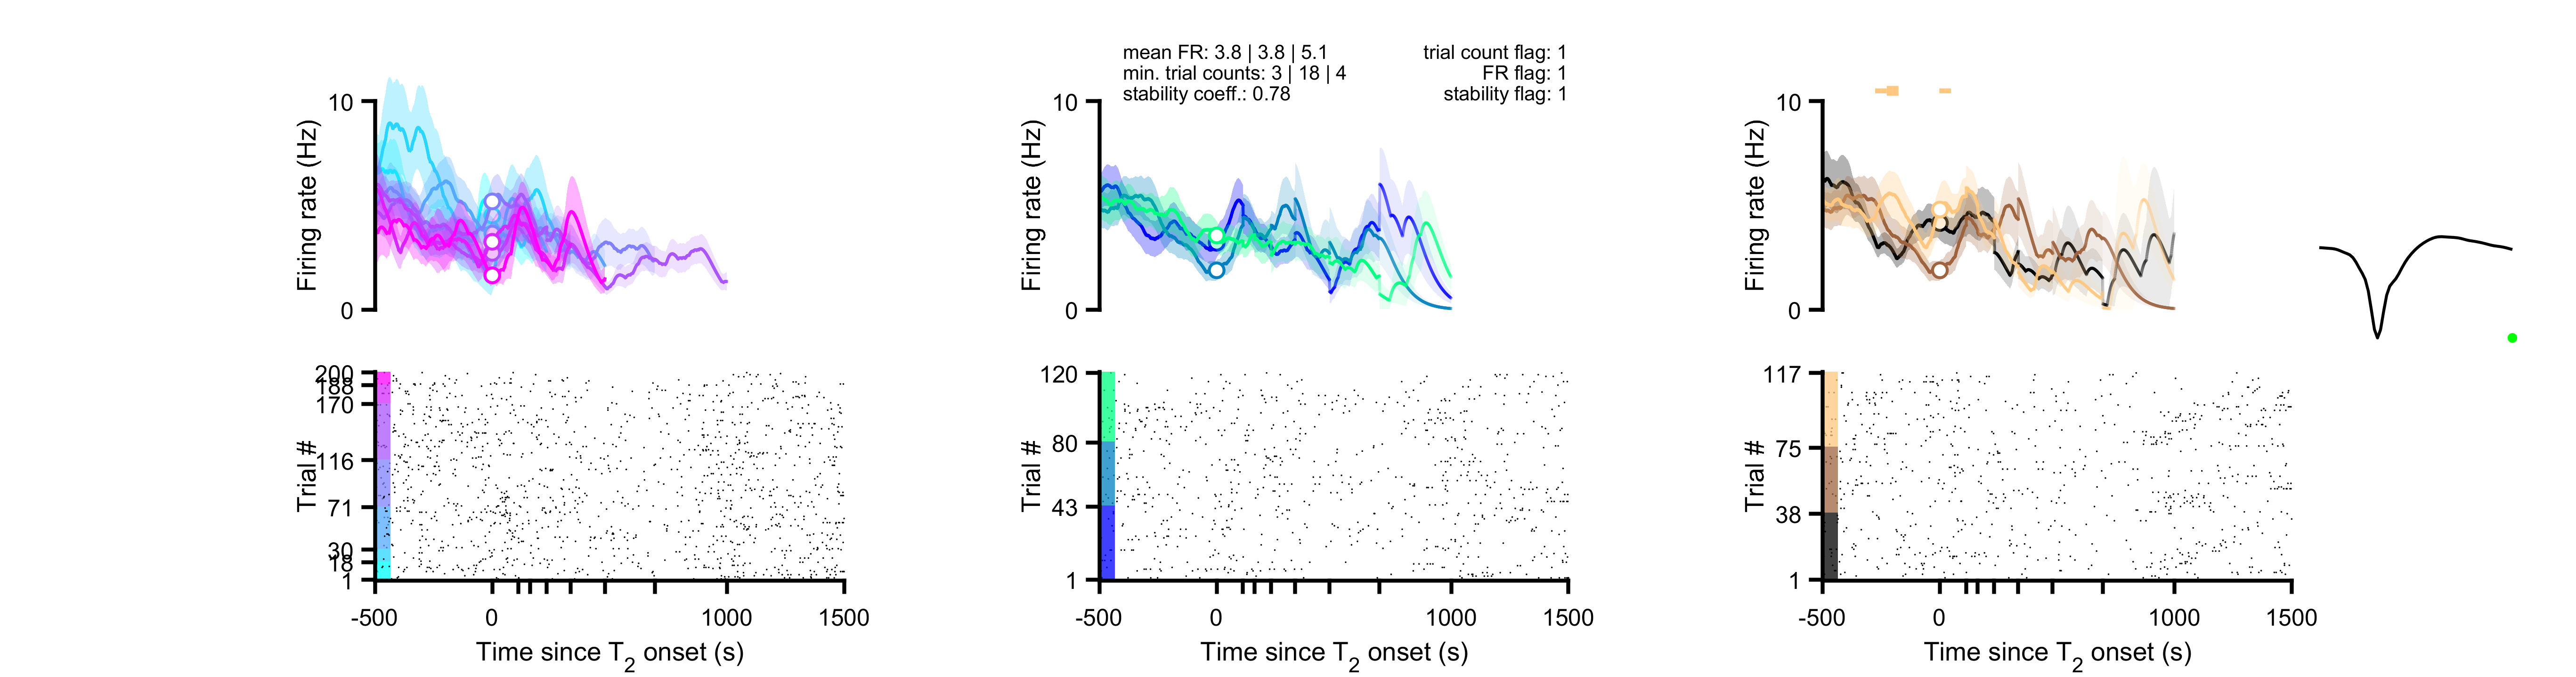 mean FR: 3.8 | 3.8 | 5.1
min. trial counts: 3 | 18 | 4
stability coeff.: 0.78
trial count flag: 1
FR flag: 1
stability flag: 1
Firing rate (Hz)
10
0
Firing rate (Hz)
10
0
Firing rate (Hz)
10
0
Trial #
200
188
170
116
71
30
18
1
-500
0
1000
1500
Time since T2 onset (s)
Trial #
120
80
43
1
-500
0
1000
1500
Time since T2 onset (s)
Trial #
117
75
38
1
-500
0
1000
1500
Time since T2 onset (s)